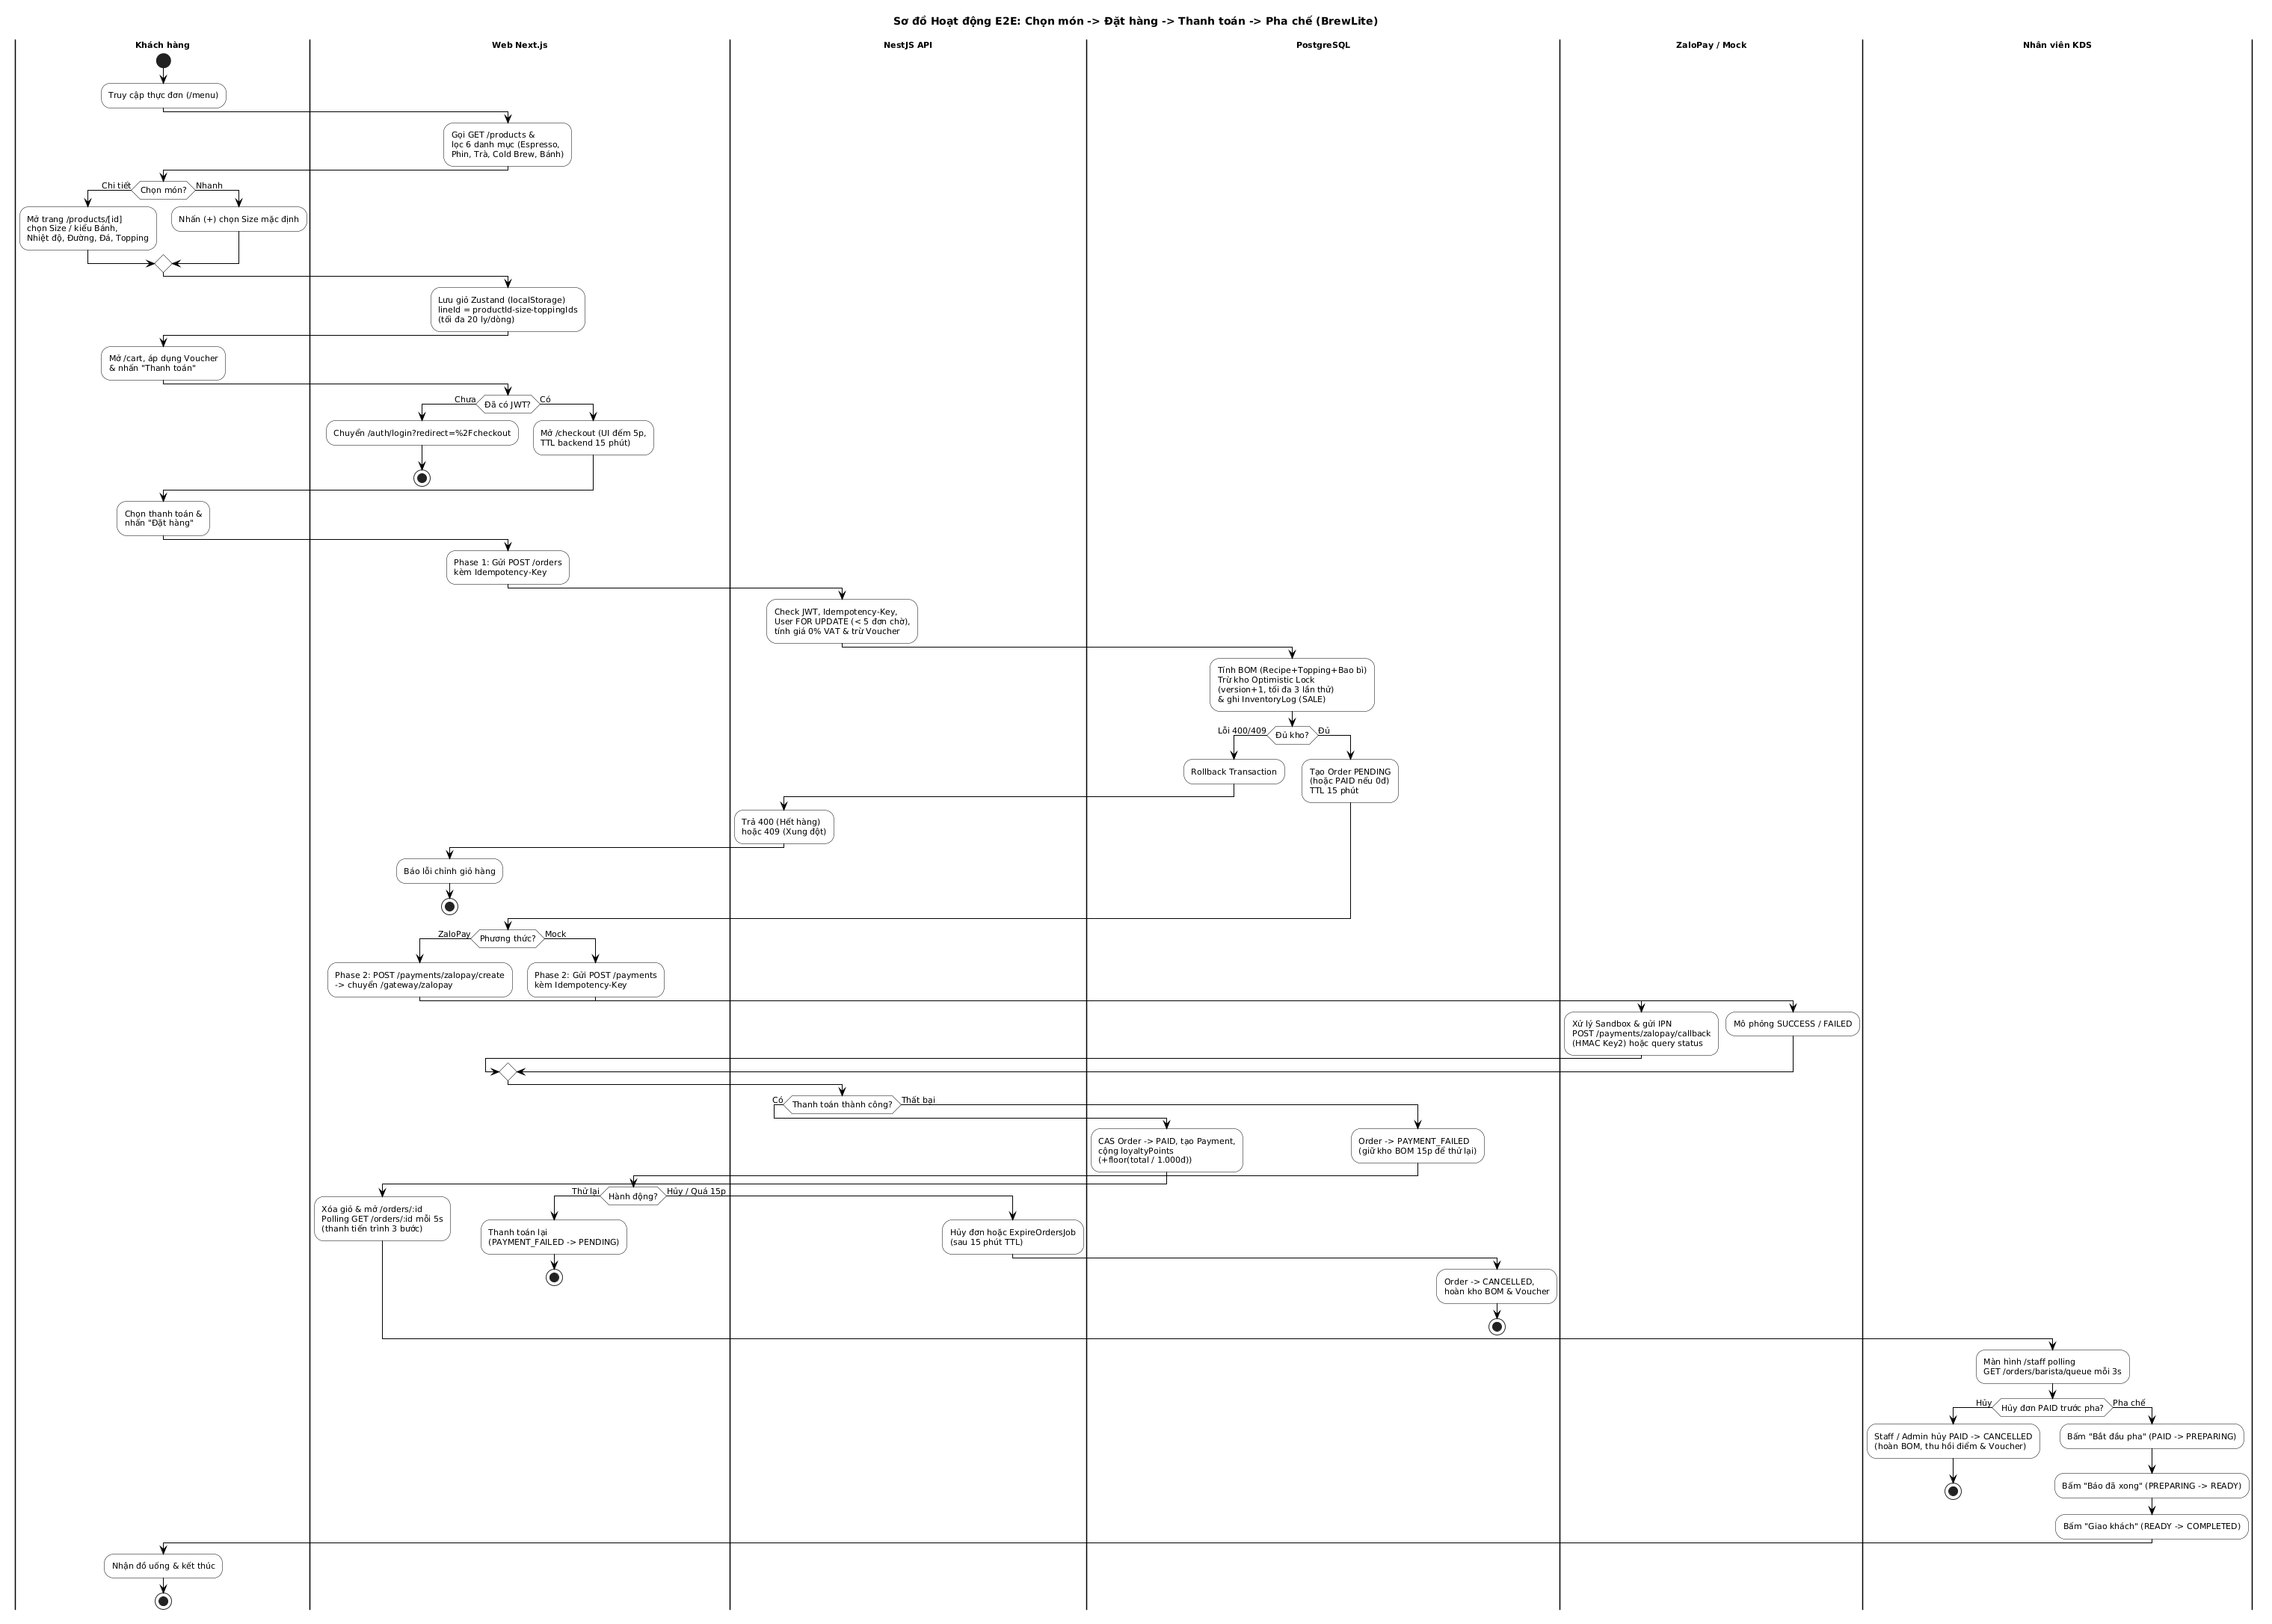 Sơ đồ Hoạt động E2E: Chọn món -> Đặt hàng -> Thanh toán -> Pha chế (BrewLite)
Khách hàng
Web Next.js
NestJS API
PostgreSQL
ZaloPay / Mock
Nhân viên KDS
Truy cập thực đơn (/menu)
Gọi GET /products &
lọc 6 danh mục (Espresso,
Phin, Trà, Cold Brew, Bánh)
Chi tiết
Chọn món?
Nhanh
Mở trang /products/[id]
chọn Size / kiểu Bánh,
Nhiệt độ, Đường, Đá, Topping
Nhấn (+) chọn Size mặc định
Lưu giỏ Zustand (localStorage)
lineId = productId-size-toppingIds
(tối đa 20 ly/dòng)
Mở /cart, áp dụng Voucher
& nhấn "Thanh toán"
Chưa
Đã có JWT?
Có
Chuyển /auth/login?redirect=%2Fcheckout
Mở /checkout (UI đếm 5p,
TTL backend 15 phút)
Chọn thanh toán &
nhấn "Đặt hàng"
Phase 1: Gửi POST /orders
kèm Idempotency-Key
Check JWT, Idempotency-Key,
User FOR UPDATE (< 5 đơn chờ),
tính giá 0% VAT & trừ Voucher
Tính BOM (Recipe+Topping+Bao bì)
Trừ kho Optimistic Lock
(version+1, tối đa 3 lần thử)
& ghi InventoryLog (SALE)
Lỗi 400/409
Đủ kho?
Đủ
Rollback Transaction
Tạo Order PENDING
(hoặc PAID nếu 0đ)
TTL 15 phút
Trả 400 (Hết hàng)
hoặc 409 (Xung đột)
Báo lỗi chỉnh giỏ hàng
ZaloPay
Phương thức?
Mock
Phase 2: POST /payments/zalopay/create
-> chuyển /gateway/zalopay
Phase 2: Gửi POST /payments
kèm Idempotency-Key
Xử lý Sandbox & gửi IPN
POST /payments/zalopay/callback
(HMAC Key2) hoặc query status
Mô phỏng SUCCESS / FAILED
Có
Thanh toán thành công?
Thất bại
CAS Order -> PAID, tạo Payment,
cộng loyaltyPoints
(+floor(total / 1.000đ))
Order -> PAYMENT_FAILED
(giữ kho BOM 15p để thử lại)
Xóa giỏ & mở /orders/:id
Polling GET /orders/:id mỗi 5s
(thanh tiến trình 3 bước)
Thử lại
Hành động?
Hủy / Quá 15p
Thanh toán lại
(PAYMENT_FAILED -> PENDING)
Hủy đơn hoặc ExpireOrdersJob
(sau 15 phút TTL)
Order -> CANCELLED,
hoàn kho BOM & Voucher
Màn hình /staff polling
GET /orders/barista/queue mỗi 3s
Hủy
Hủy đơn PAID trước pha?
Pha chế
Staff / Admin hủy PAID -> CANCELLED
(hoàn BOM, thu hồi điểm & Voucher)
Bấm "Bắt đầu pha" (PAID -> PREPARING)
Bấm "Báo đã xong" (PREPARING -> READY)
Bấm "Giao khách" (READY -> COMPLETED)
Nhận đồ uống & kết thúc